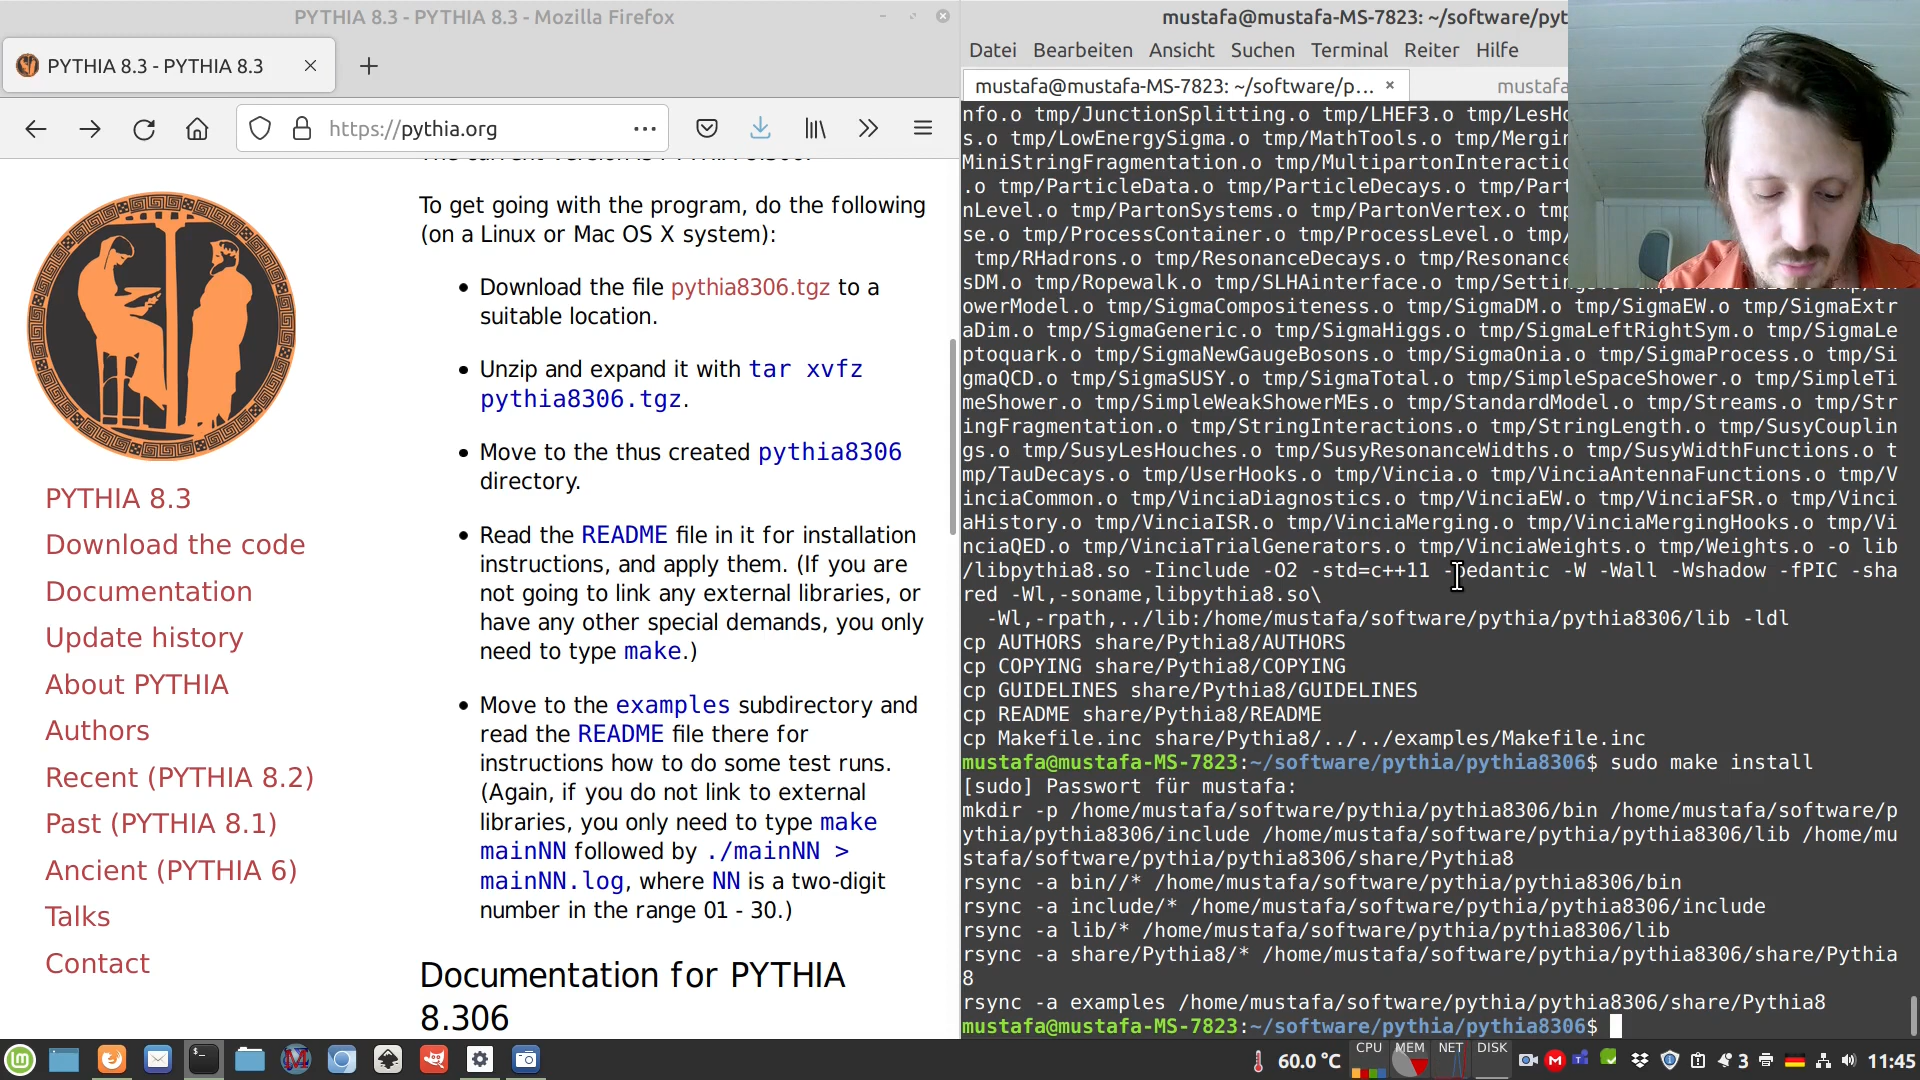 PYTHIA 8.3 - PYTHIA 8.3 - Mozilla Firefox
PYTHIA 8.3 - PYTHIA 8.3
https://pythia.org
To get going with the program, do the following
(on a Linux or Mac OS X system):
Download the file pythia8306.tgz to a
suitable location.
Unzip and expand it with tar xvfz
pythia8306.tgz.
Move to the thus created pythia8306
directory.
Read the README file in it for installation
instructions, and apply them. (If you are
not going to link any external libraries, or
have any other special demands, you only
need to type make.)
Move to the examples subdirectory and
read the README file there for
instructions how to do some test runs.
(Again, if you do not link to external
libraries, you only need to type make
mainNN followed by ./mainNN >
mainNN.log, where NN is a two-digit
number in the range 01 - 30.)
Documentation for PYTHIA
8.306
PYTHIA 8.3
Download the code
Documentation
Update history
About PYTHIA
Authors
Recent (PYTHIA 8.2)
Past (PYTHIA 8.1)
Ancient (PYTHIA 6)
Talks
Contact
mustafa@mustafa-MS-7823: ~/software/pyt
Datei Bearbeiten Ansicht Suchen Terminal Reiter Hilfe
mustafa@mustafa-MS-7823: ~/software/p... × mustafa
nfo.o tmp/JunctionSplitting.o tmp/LHEF3.o tmp/LesHo
s.o tmp/LowEnergySigma.o tmp/MathTools.o tmp/Mergin
MiniStringFragmentation.o tmp/MultipartonInteractio
.o tmp/ParticleData.o tmp/ParticleDecays.o tmp/Part
nLevel.o tmp/PartonSystems.o tmp/PartonVertex.o tmp
se.o tmp/ProcessContainer.o tmp/ProcessLevel.o tmp/
tmp/RHadrons.o tmp/ResonanceDecays.o tmp/Resonance
sDM.o tmp/Ropewalk.o tmp/SLHAinterface.o tmp/Setting
owerModel.o tmp/SigmaCompositeness.o tmp/SigmaDM.o tmp/SigmaEW.o tmp/SigmaExtr
aDim.o tmp/SigmaGeneric.o tmp/SigmaHiggs.o tmp/SigmaLeftRightSym.o tmp/SigmaLe
ptoquark.o tmp/SigmaNewGaugeBosons.o tmp/SigmaOnia.o tmp/SigmaProcess.o tmp/Si
gmaQCD.o tmp/SigmaSUSY.o tmp/SigmaTotal.o tmp/SimpleSpaceShower.o tmp/SimpleTi
meShower.o tmp/SimpleWeakShowerMEs.o tmp/StandardModel.o tmp/Streams.o tmp/Str
ingFragmentation.o tmp/StringInteractions.o tmp/StringLength.o tmp/SusyCouplin
gs.o tmp/SusyLesHouches.o tmp/SusyResonanceWidths.o tmp/SusyWidthFunctions.o t
mp/TauDecays.o tmp/UserHooks.o tmp/Vincia.o tmp/VinciaAntennaFunctions.o tmp/V
inciaCommon.o tmp/VinciaDiagnostics.o tmp/VinciaEW.o tmp/VinciaFSR.o tmp/Vinci
aHistory.o tmp/VinciaISR.o tmp/VinciaMerging.o tmp/VinciaMergingHooks.o tmp/Vi
nciaQED.o tmp/VinciaTrialGenerators.o tmp/VinciaWeights.o tmp/Weights.o -o lib
/libpythia8.so -Iinclude -O2 -std=c++11 -pedantic -W -Wall -Wshadow -fPIC -sha
red -Wl,-soname,libpythia8.so\
-Wl,-rpath,../lib:/home/mustafa/software/pythia/pythia8306/lib -ldl
cp AUTHORS share/Pythia8/AUTHORS
cp COPYING share/Pythia8/COPYING
cp GUIDELINES share/Pythia8/GUIDELINES
cp README share/Pythia8/README
cp Makefile.inc share/Pythia8/../../examples/Makefile.inc
mustafa@mustafa-MS-7823:~/software/pythia/pythia8306$ sudo make install
[sudo] Passwort für mustafa:
mkdir -p /home/mustafa/software/pythia/pythia8306/bin /home/mustafa/software/p
ythia/pythia8306/include /home/mustafa/software/pythia/pythia8306/lib /home/mu
stafa/software/pythia/pythia8306/share/Pythia8
rsync -a bin//* /home/mustafa/software/pythia/pythia8306/bin
rsync -a include/* /home/mustafa/software/pythia/pythia8306/include
rsync -a lib/* /home/mustafa/software/pythia/pythia8306/lib
rsync -a share/Pythia8/* /home/mustafa/software/pythia/pythia8306/share/Pythia
8
rsync -a examples /home/mustafa/software/pythia/pythia8306/share/Pythia8
mustafa@mustafa-MS-7823:~/software/pythia/pythia8306$
60.0 °C CPU MEM NET DISK 3 11:45